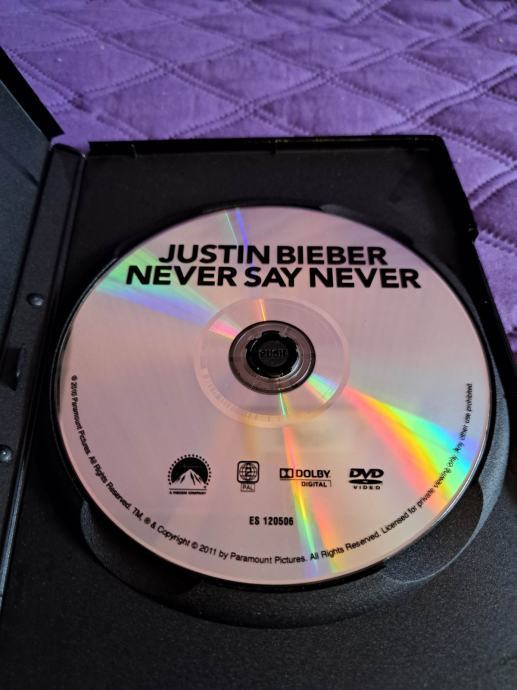 JUSTIN BIEBER
NEVER SAY NEVER
PUSH
PAL
DOLBY
DIGITAL
DVD
VIDEO
ES 120506
Paramount Pictures. All Rights Reserved. TM, ® & Copyright © 2011 by Paramount Pictures. All Rights Reserved. Licensed for private viewing only. Any other use prohibited.